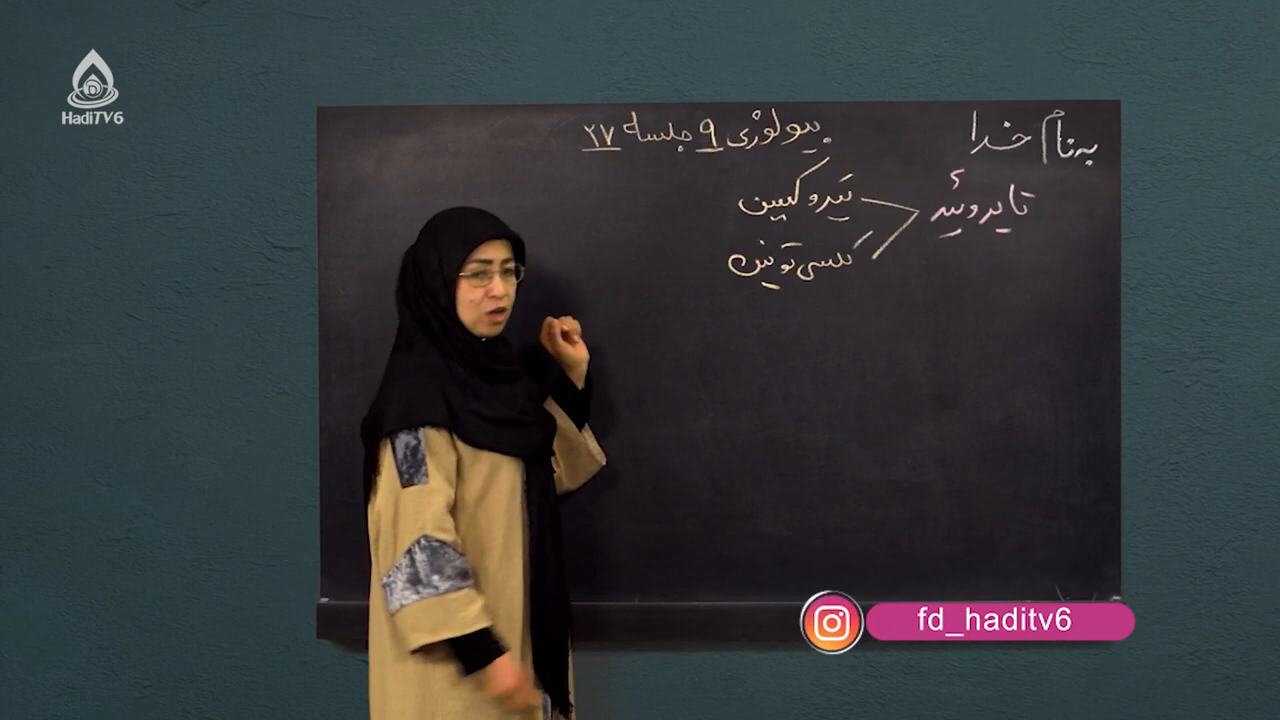 به نام خدا
بیولوژی ۹ جلسه ۲۷
تایروئید
تیروکسین
کلسی تونین
HadiTV6
fd_haditv6